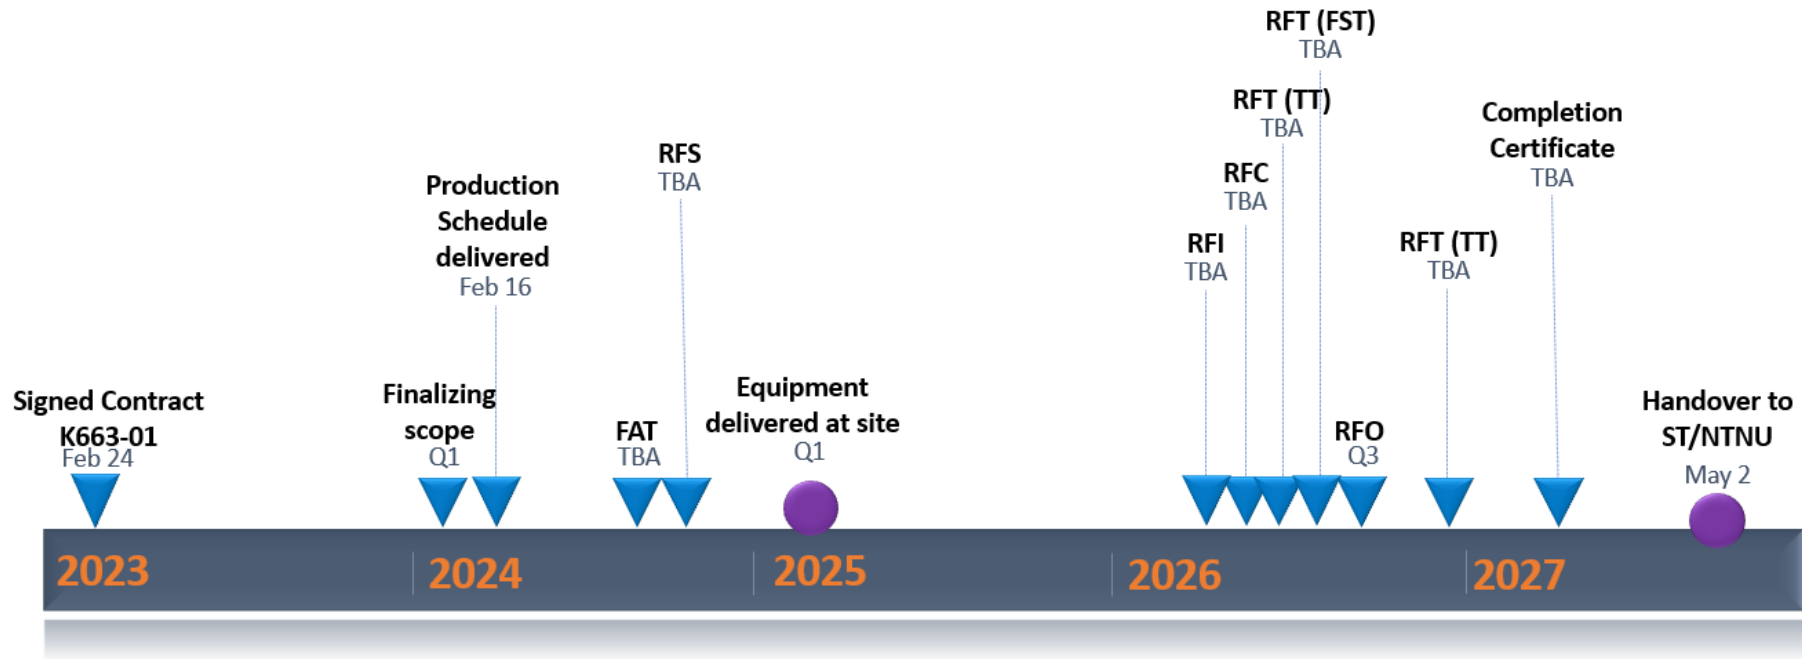 Signed Contract
K663-01
Feb 24
Finalizing
scope
Q1
Production
Schedule
delivered
Feb 16
FAT
TBA
RFS
TBA
Equipment
delivered at site
Q1
RFI
TBA
RFC
TBA
RFT (TT)
TBA
RFT (FST)
TBA
RFO
Q3
RFT (TT)
TBA
Completion
Certificate
TBA
Handover to
ST/NTNU
May 2
2023
2024
2025
2026
2027